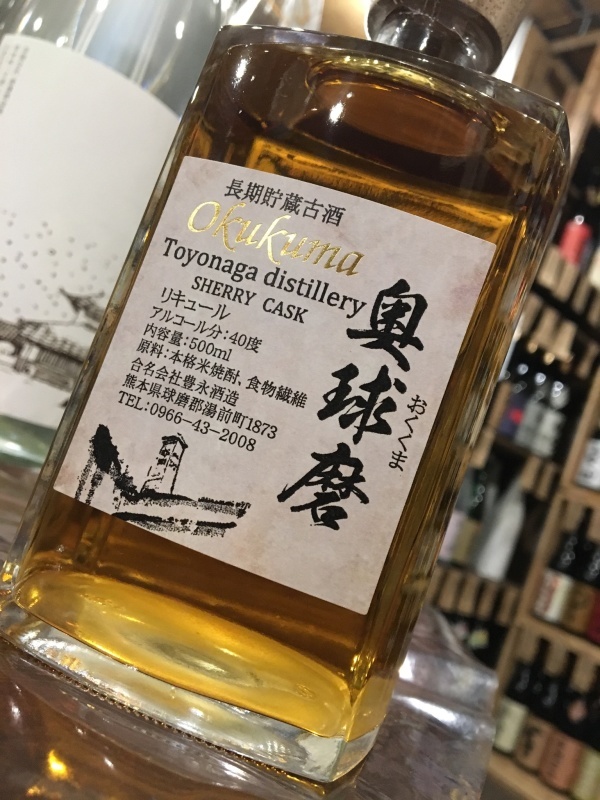 長期貯蔵古酒
Okukuma
Toyonaga distillery
SHERRY CASK
リキュール
アルコール分:40度
内容量:500ml
原料:本格米焼酎, 食物繊維
合名会社豊永酒造
熊本県球磨郡湯前町1873
TEL:0966-43-2008
奥球磨
おくくま